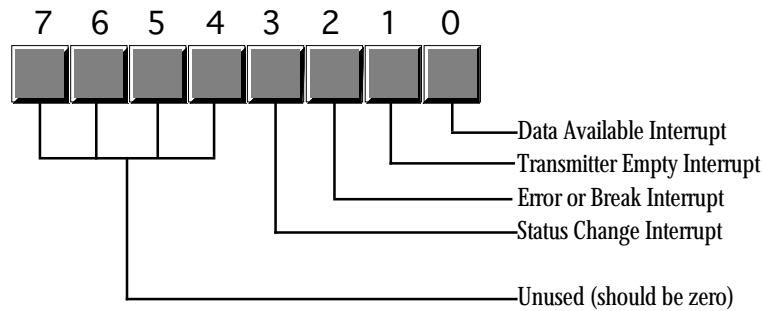 7 6 5 4 3 2 1 0
Data Available Interrupt
Transmitter Empty Interrupt
Error or Break Interrupt
Status Change Interrupt
Unused (should be zero)